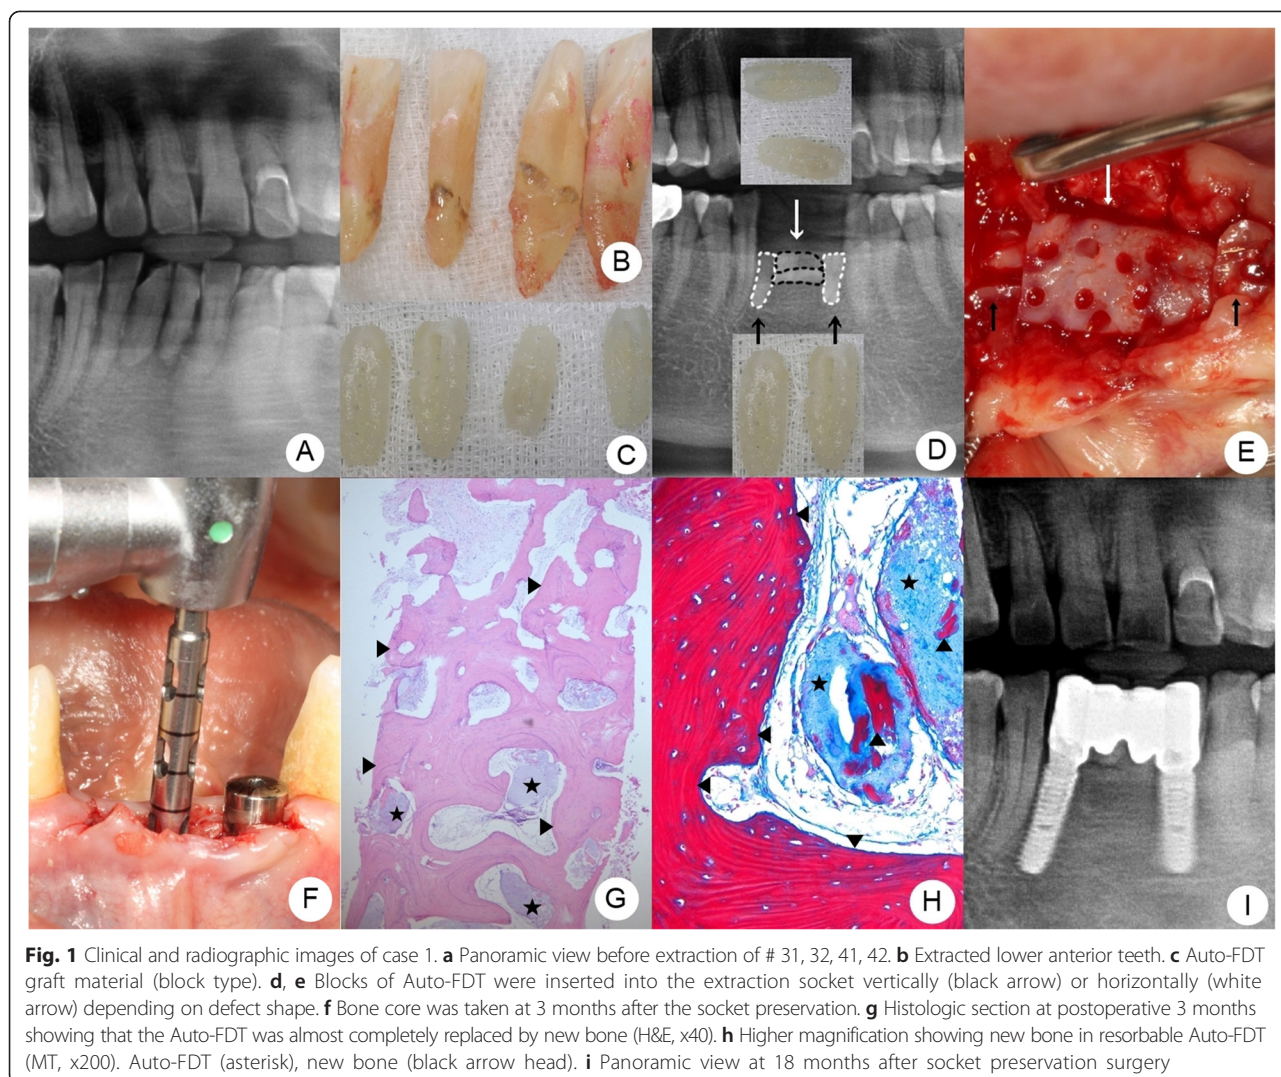 A
B
C
D
E
F
G
H
I
Fig. 1 Clinical and radiographic images of case 1. a Panoramic view before extraction of # 31, 32, 41, 42. b Extracted lower anterior teeth. c Auto-FDT
graft material (block type). d, e Blocks of Auto-FDT were inserted into the extraction socket vertically (black arrow) or horizontally (white
arrow) depending on defect shape. f Bone core was taken at 3 months after the socket preservation. g Histologic section at postoperative 3 months
showing that the Auto-FDT was almost completely replaced by new bone (H&E, x40). h Higher magnification showing new bone in resorbable Auto-FDT
(MT, x200). Auto-FDT (asterisk), new bone (black arrow head). i Panoramic view at 18 months after socket preservation surgery